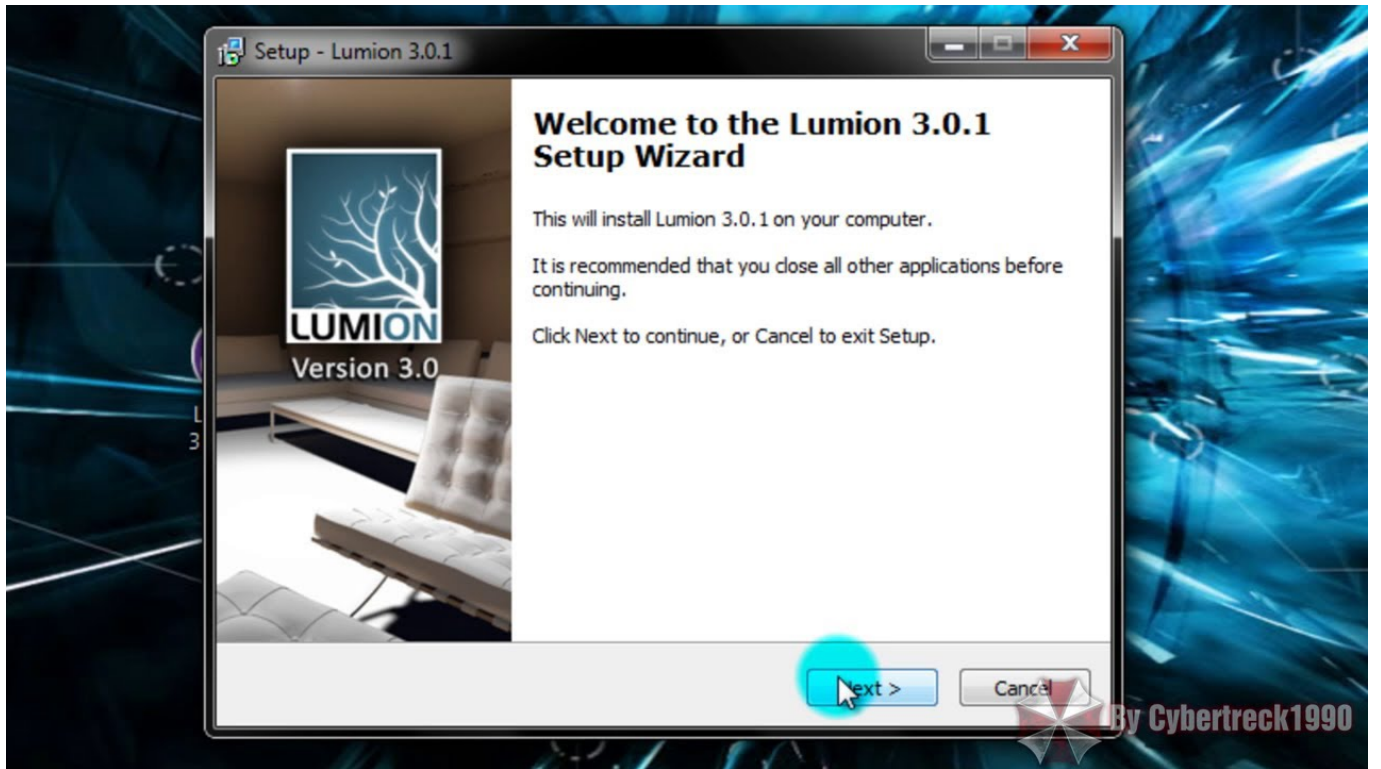 Setup - Lumion 3.0.1
Welcome to the Lumion 3.0.1
Setup Wizard
This will install Lumion 3.0.1 on your computer.
It is recommended that you close all other applications before
continuing.
Click Next to continue, or Cancel to exit Setup.
LUMION
Version 3.0
L
3
Next >
Cancel
By Cybertreck1990